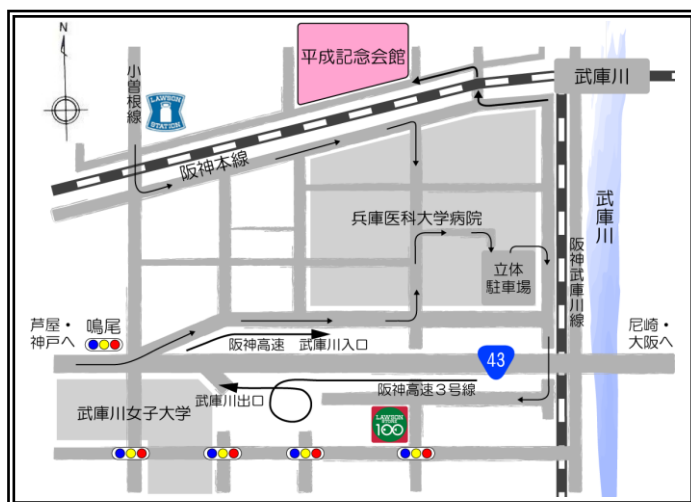 N
平成記念会館
武庫川
小曽根線
LAWSON
STATION
阪神本線
兵庫医科大学病院
武庫川
立体
駐車場
阪神武庫川線
芦屋・
神戸へ
鳴尾
阪神高速 武庫川入口
尼崎・
大阪へ
43
武庫川出口
阪神高速3号線
武庫川女子大学
LAWSON
STORE
100